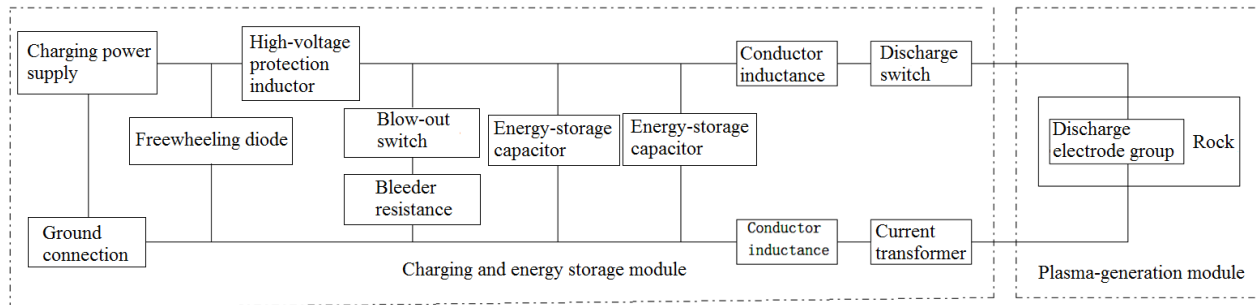 Charging power
supply
High-voltage
protection
inductor
Conductor
inductance
Discharge
switch
Freewheeling diode
Blow-out
switch
Energy-storage
capacitor
Energy-storage
capacitor
Discharge
electrode group
Rock
Bleeder
resistance
Ground
connection
Conductor
inductance
Current
transformer
Charging and energy storage module
Plasma-generation module